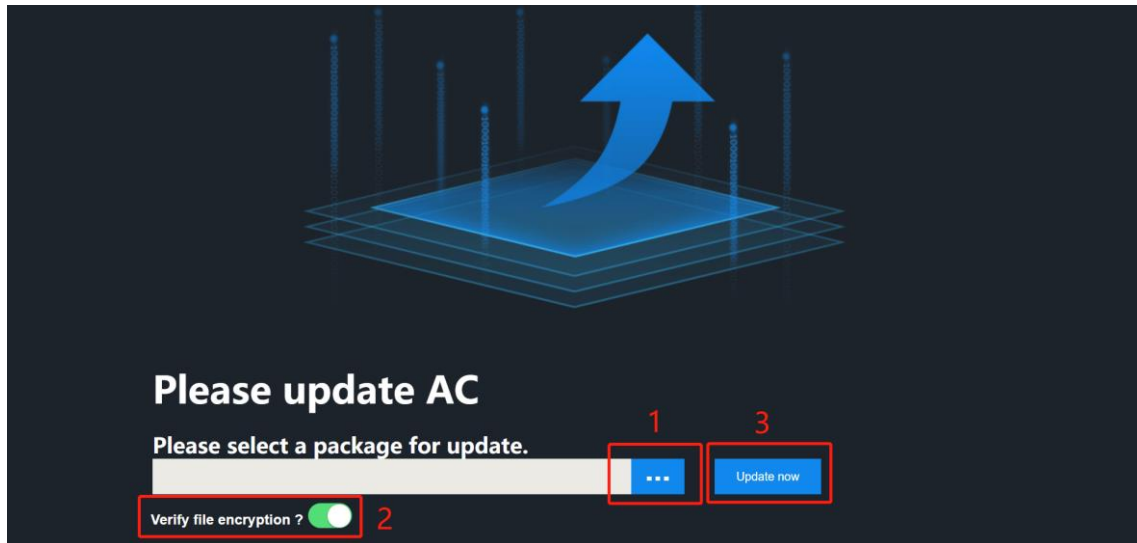 Please update AC
1
3
Please select a package for update.
...
Update now
Verify file encryption ?
2